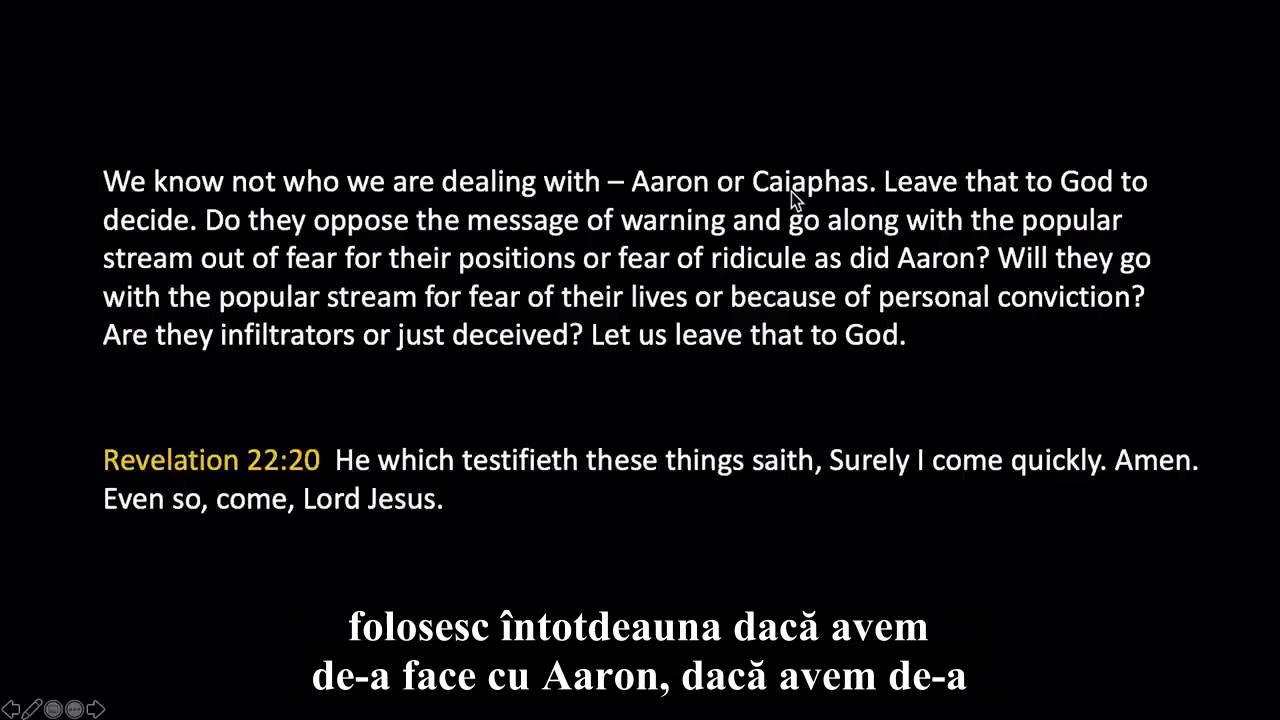 We know not who we are dealing with – Aaron or Caiaphas. Leave that to God to
decide. Do they oppose the message of warning and go along with the popular
stream out of fear for their positions or fear of ridicule as did Aaron? Will they go
with the popular stream for fear of their lives or because of personal conviction?
Are they infiltrators or just deceived? Let us leave that to God.
Revelation 22:20 He which testifieth these things saith, Surely I come quickly. Amen.
Even so, come, Lord Jesus.
folosesc întotdeauna dacă avem
de-a face cu Aaron, dacă avem de-a